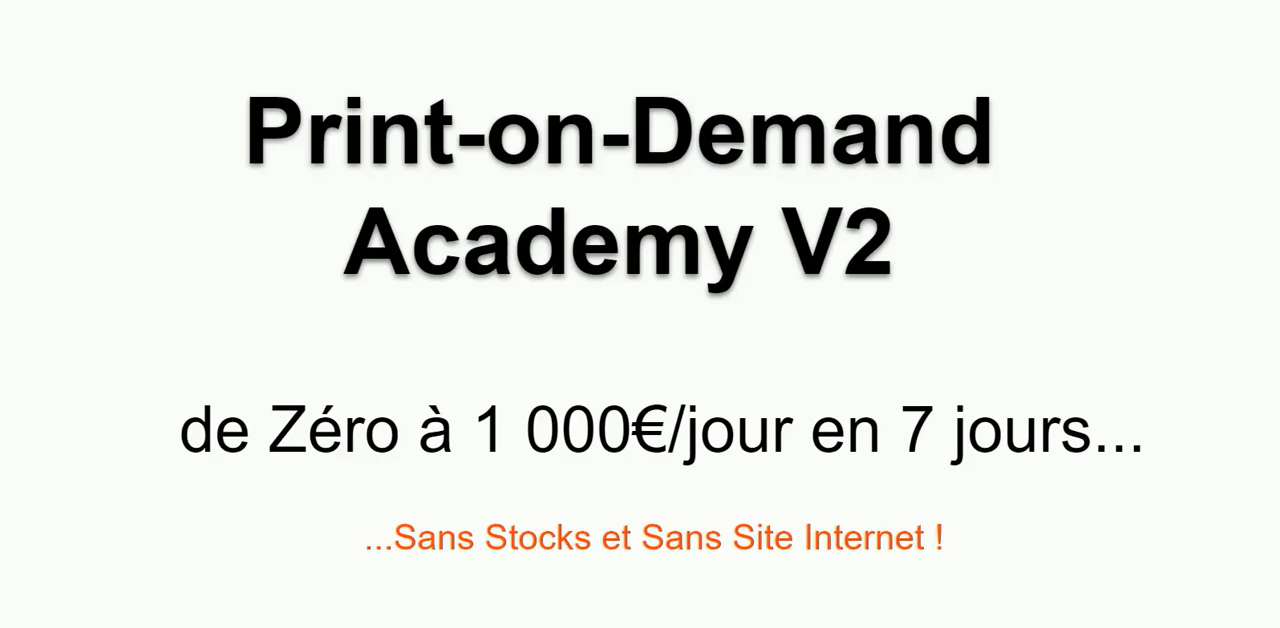 Print-on-Demand
Academy V2
de Zéro à 1 000€/jour en 7 jours...
...Sans Stocks et Sans Site Internet !